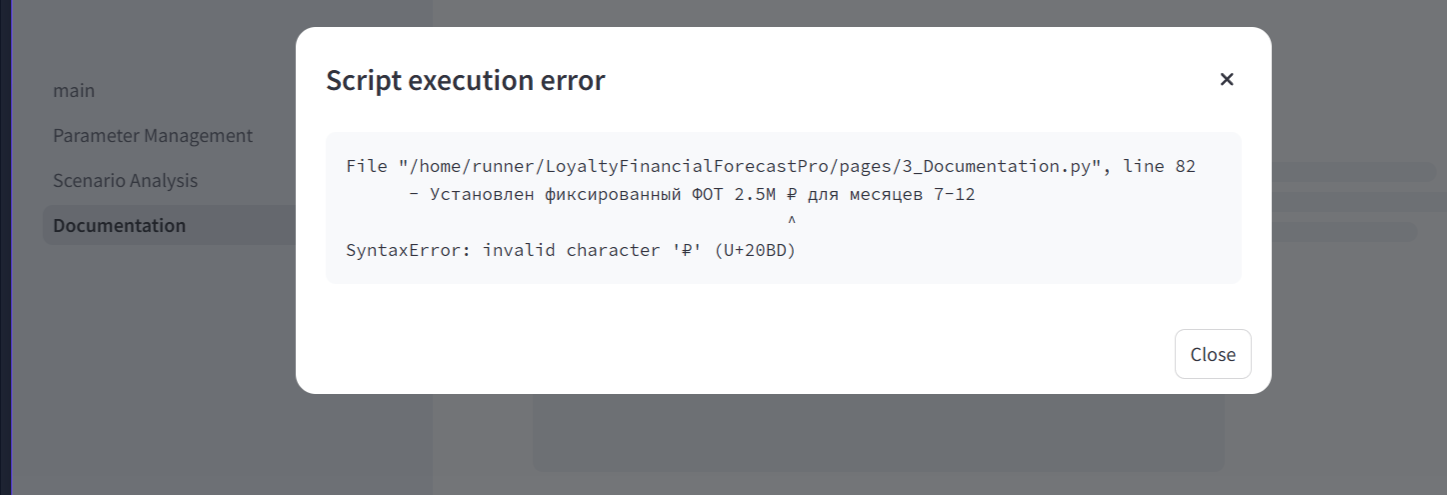 main
Parameter Management
Scenario Analysis
Documentation
Script execution error
×
File "/home/runner/LoyaltyFinancialForecastPro/pages/3_Documentation.py", line 82
- Установлен фиксированный ФОТ 2.5M ₽ для месяцев 7-12
^
SyntaxError: invalid character '₽' (U+20BD)
Close